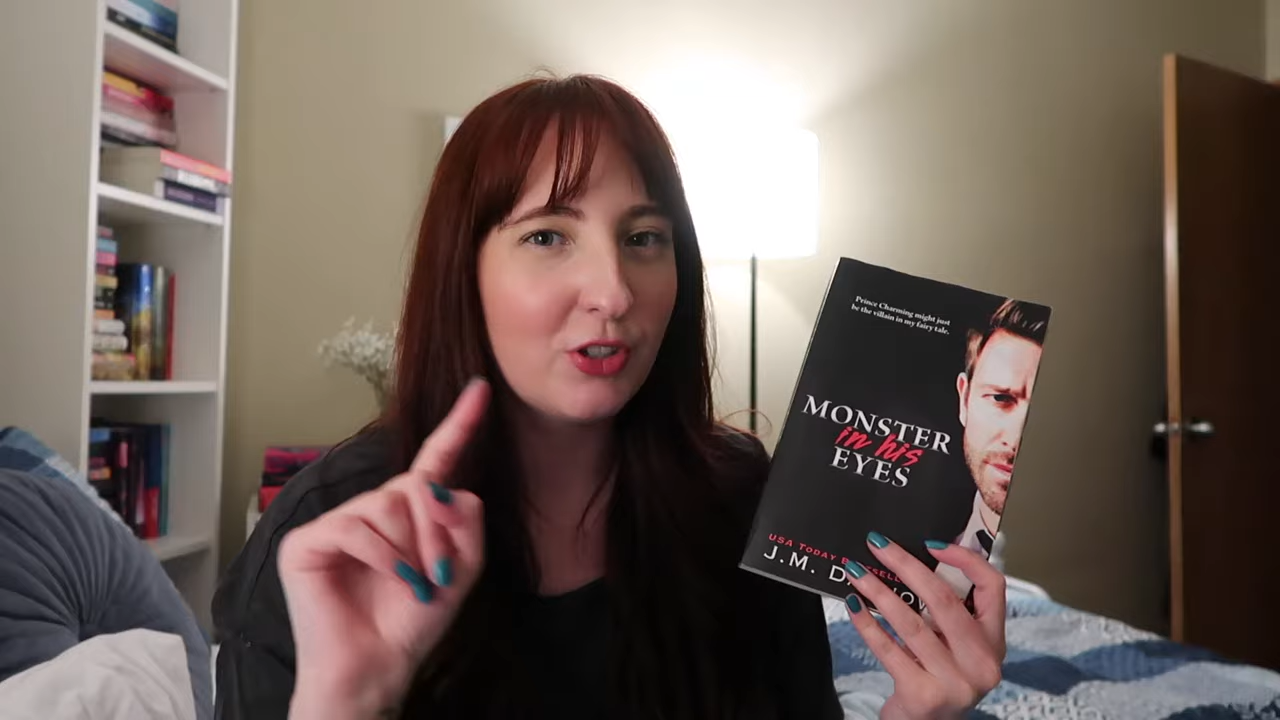 Prince Charming might just
be the villain in my fairy tale.
MONSTER
in his
EYES
USA TODAY
J.M.